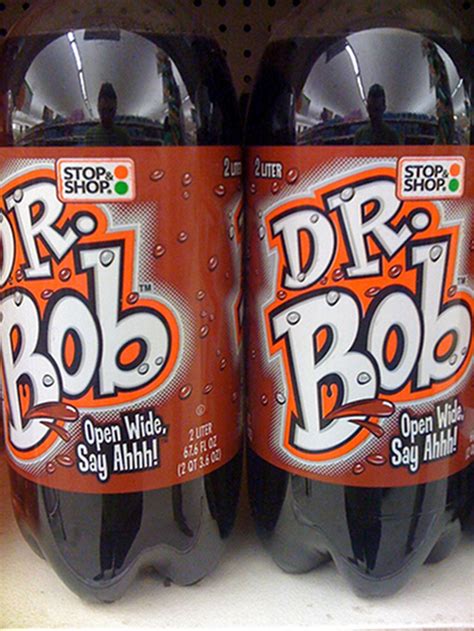 STOP&
SHOP.
2 LITER
DR.
Bob
TM
Open Wide,
Say Ahhh!
2 LITER
67.6 FL OZ
(2 QT 3.6 OZ)
2 LITER
STOP&
SHOP.
DR.
Bob
Open Wide,
Say Ahhh!